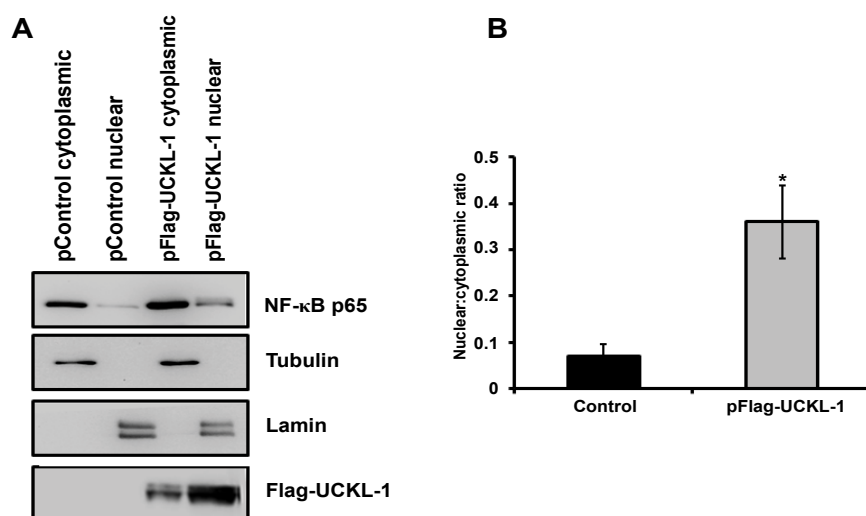 A
pControl cytoplasmic
pControl nuclear
pFlag-UCKL-1 cytoplasmic
pFlag-UCKL-1 nuclear
NF-κB p65
Tubulin
Lamin
Flag-UCKL-1
B
Nuclear:cytoplasmic ratio
0.5
0.4
0.3
0.2
0.1
0
*
Control
pFlag-UCKL-1